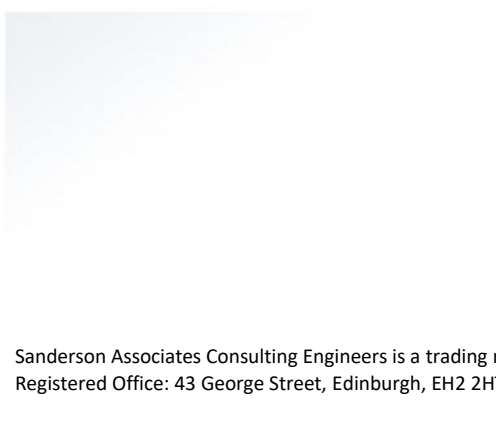 Sanderson Associates Consulting Engineers is a trading
Registered Office: 43 George Street, Edinburgh, EH2